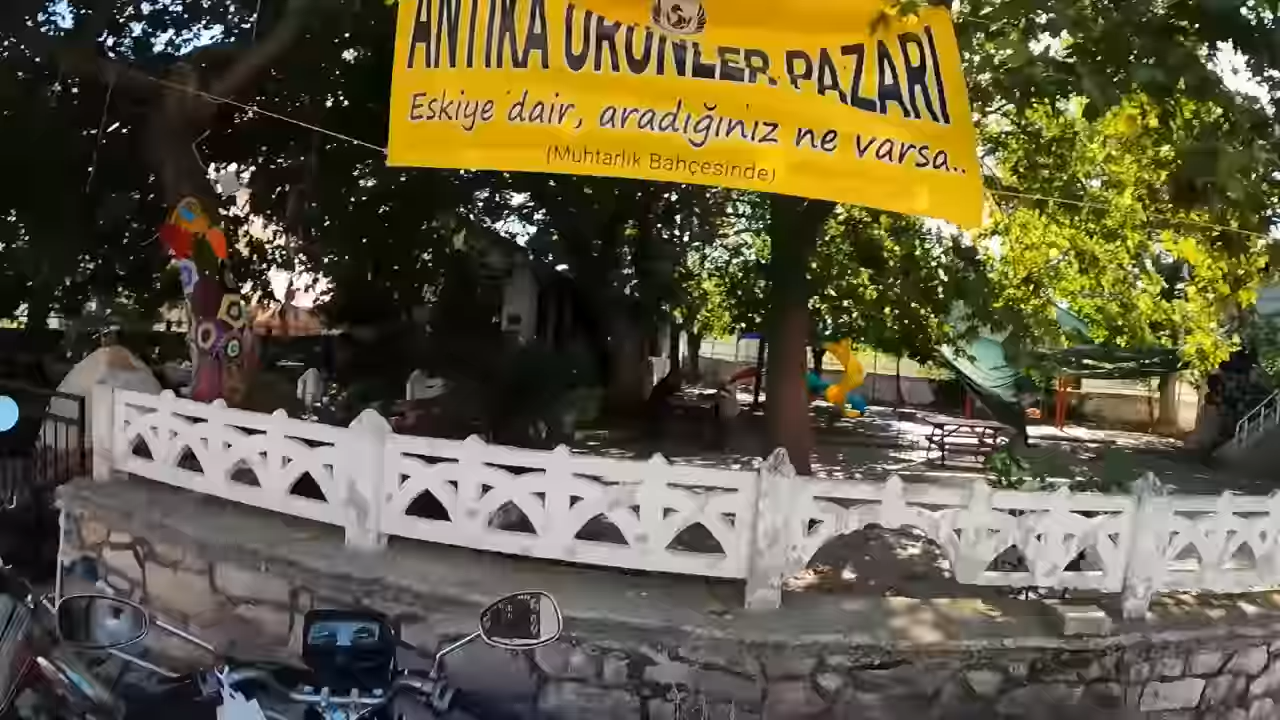 ANTİKA ÜRÜNLER PAZARI
Eskiye dair, aradığınız ne varsa..
(Muhtarlık Bahçesinde)